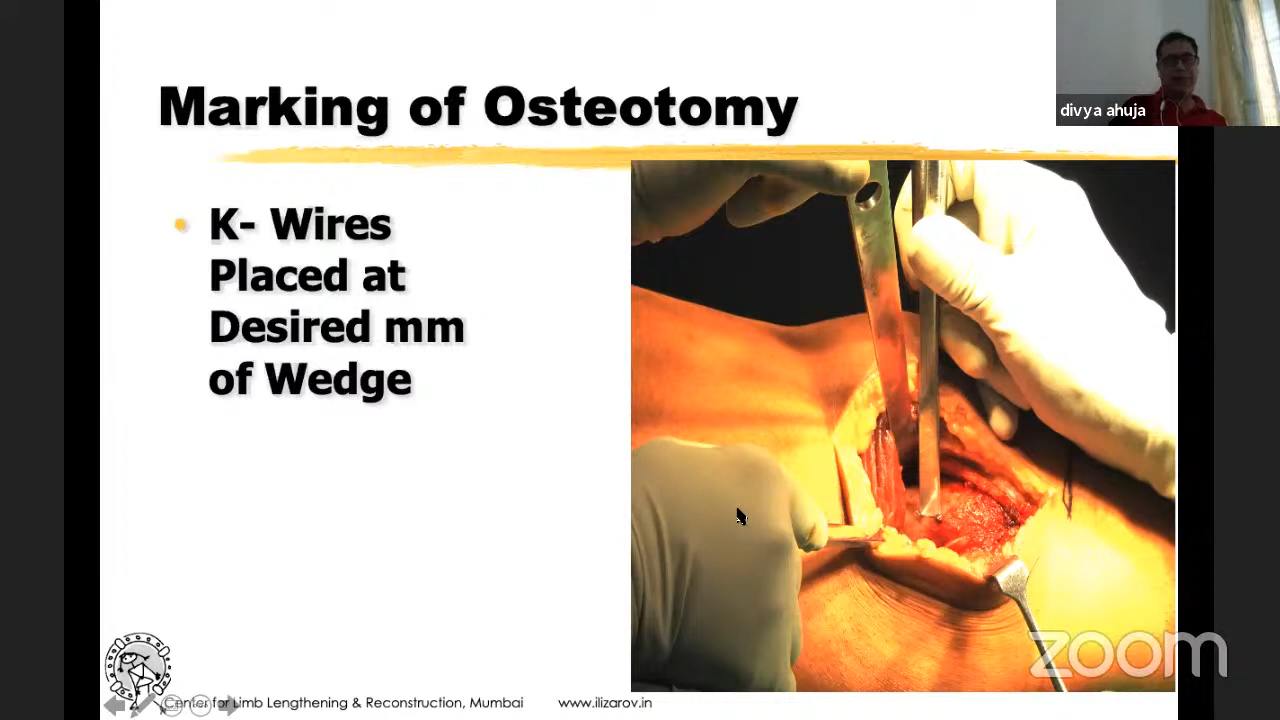 divya ahuja
Marking of Osteotomy
K- Wires
Placed at
Desired mm
of Wedge
zoom
Center for Limb Lengthening & Reconstruction, Mumbai www.ilizarov.in